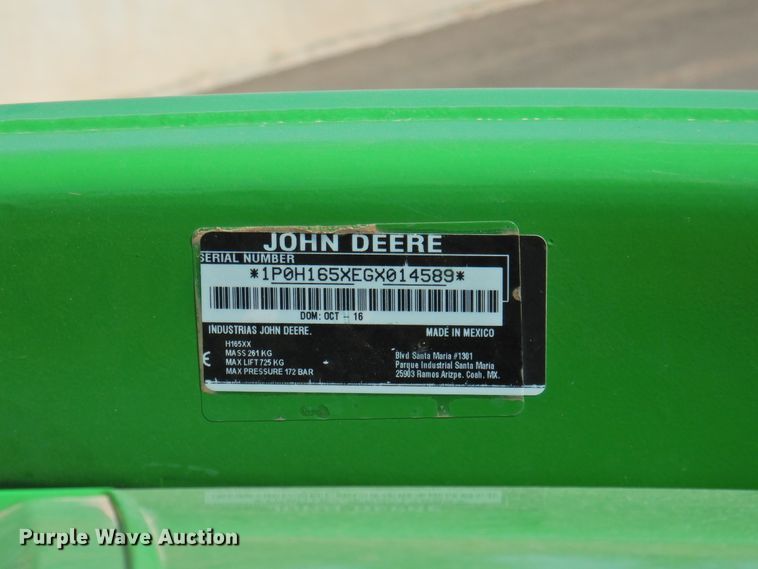 JOHN DEERE
SERIAL NUMBER
*1P0H165XEGX014589*
DOM: OCT - 16
INDUSTRIAS JOHN DEERE. MADE IN MEXICO
H165XX
MASS 261 KG
MAX LIFT 725 KG
MAX PRESSURE 172 BAR
CE
Blvd Santa Maria #1301
Parque Industrial Santa Maria
25903 Ramos Arizpe. Coah. MX.
Purple Wave Auction